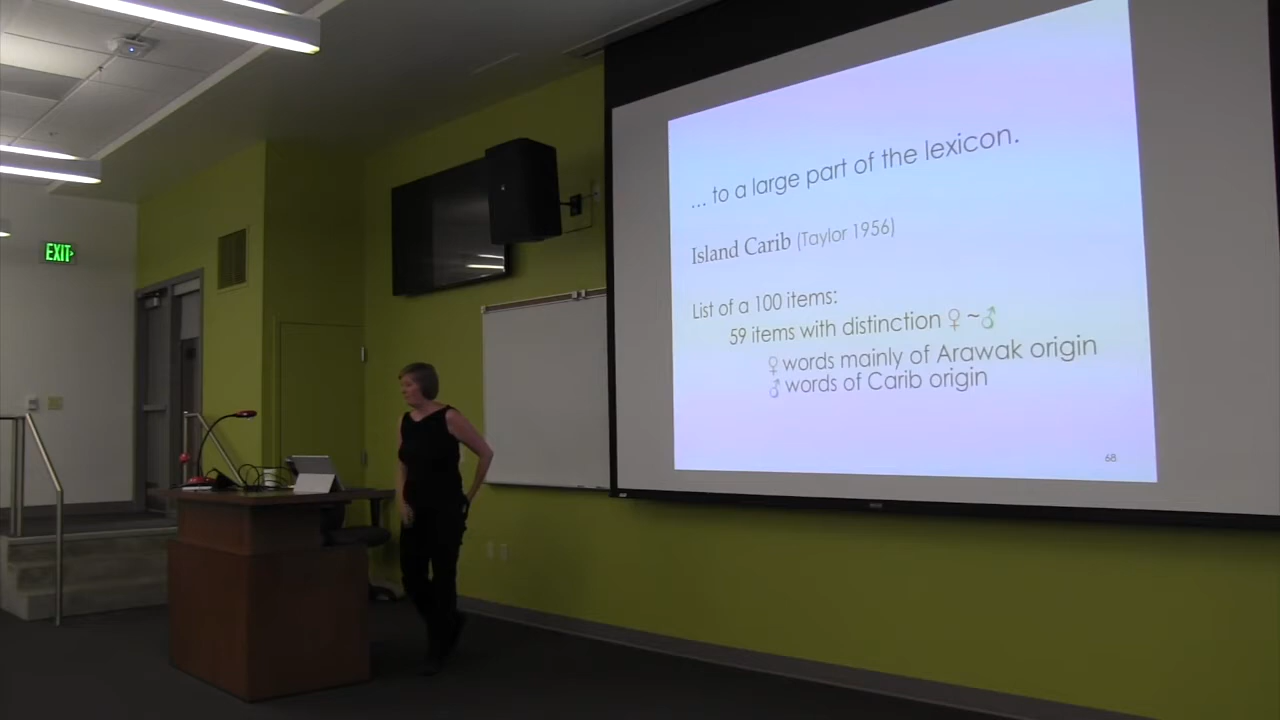 EXIT
... to a large part of the lexicon.
Island Carib (Taylor 1956)
List of a 100 items:
59 items with distinction ♀ ~♂
♀ words mainly of Arawak origin
♂ words of Carib origin
68